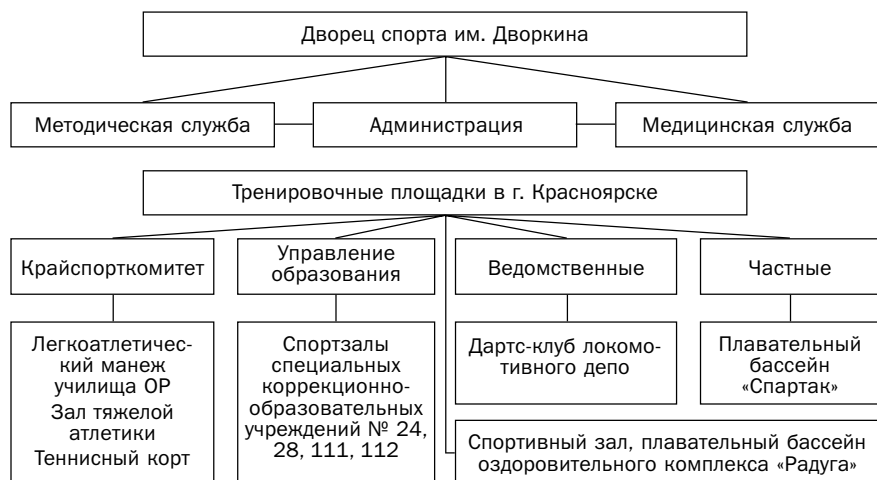 Дворец спорта им. Дворкина
Методическая служба
Администрация
Медицинская служба
Тренировочные площадки в г. Красноярске
Крайспорткомитет
Управление
образования
Ведомственные
Частные
Легкоатлетичес-
кий манеж
училища ОР
Зал тяжелой
атлетики
Теннисный корт
Спортзалы
специальных
коррекционно-
образовательных
учреждений № 24,
28, 111, 112
Дартс-клуб локомо-
тивного депо
Плавательный
бассейн
«Спартак»
Спортивный зал, плавательный бассейн
оздоровительного комплекса «Радуга»